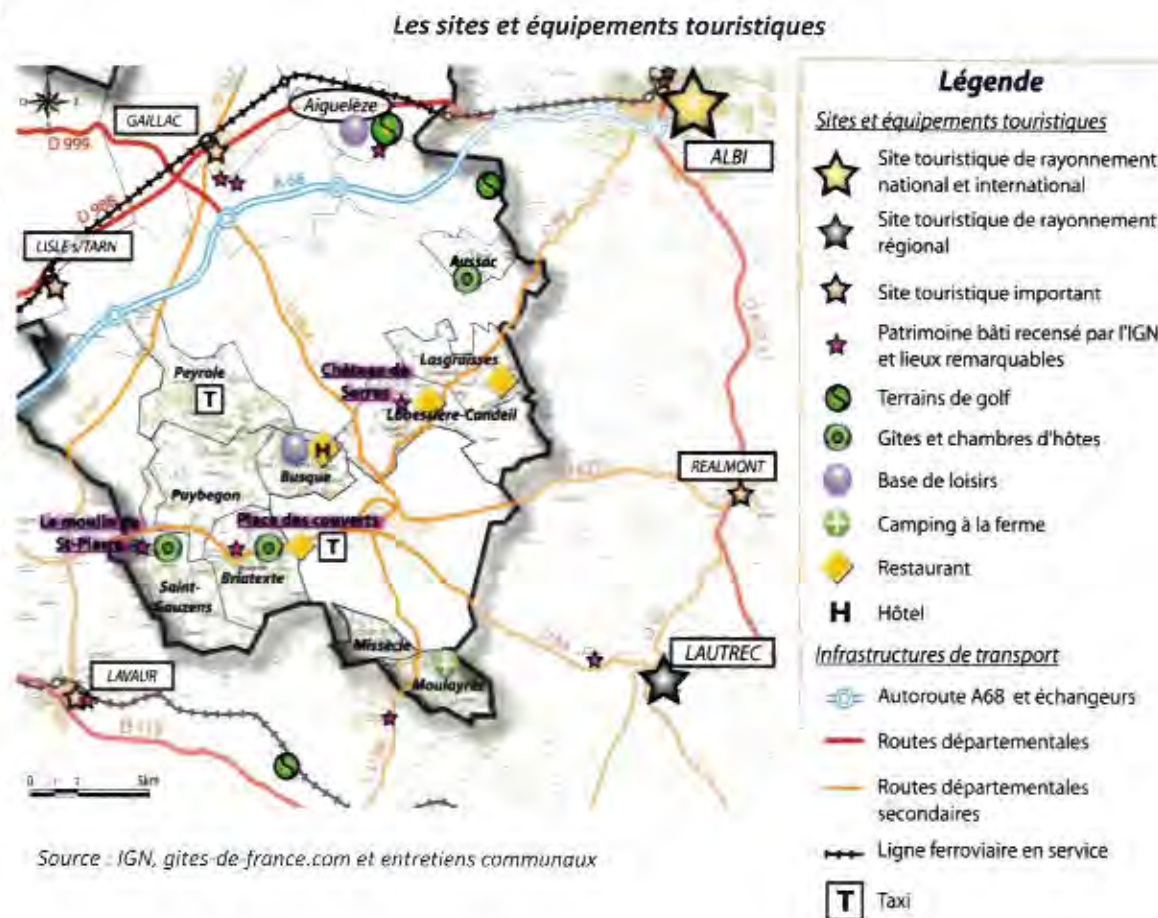 Les sites et équipements touristiques
GAILLAC
Aiguelèze
D 999
A 68
D 988
ALBI
LISLE s/TARN
Aussac
Lasgraisses
Peyrole
Château de
Serres
T
Labessière-Candeil
H
Busque
REALMONT
Puybegon
Le moulin de
St-Pierre
Place des couverts
T
Briatexte
Saint-
Gauzens
Missècle
Moulayrès
LAUTREC
LAVAUR
0 1 2 5km
Légende
Sites et équipements touristiques
Site touristique de rayonnement
national et international
Site touristique de rayonnement
régional
Site touristique important
Patrimoine bâti recensé par l'IGN
et lieux remarquables
Terrains de golf
Gîtes et chambres d'hôtes
Base de loisirs
Camping à la ferme
Restaurant
H Hôtel
Infrastructures de transport
Autoroute A68 et échangeurs
Routes départementales
Routes départementales
secondaires
Ligne ferroviaire en service
T Taxi
Source : IGN, gites-de-france.com et entretiens communaux